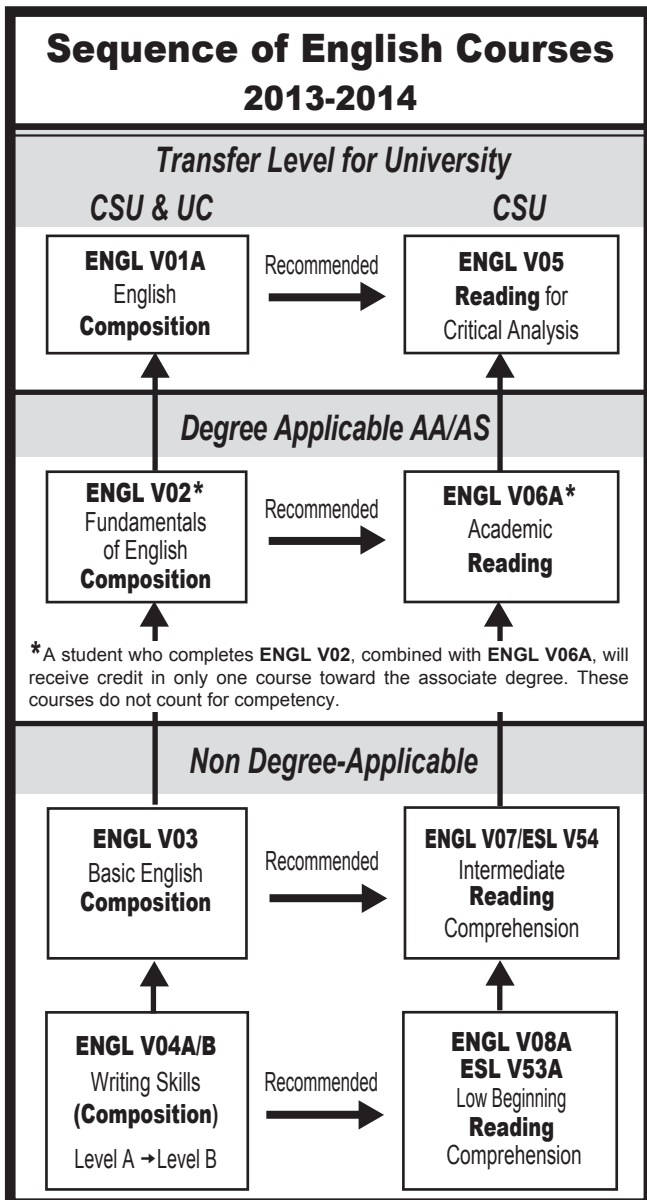 Sequence of English Courses
2013-2014
Transfer Level for University
CSU & UC
CSU
ENGL V01A
English
Composition
Recommended
ENGL V05
Reading for
Critical Analysis
Degree Applicable AA/AS
ENGL V02*
Fundamentals
of English
Composition
Recommended
ENGL V06A*
Academic
Reading
*A student who completes ENGL V02, combined with ENGL V06A, will
receive credit in only one course toward the associate degree. These
courses do not count for competency.
Non Degree-Applicable
ENGL V03
Basic English
Composition
Recommended
ENGL V07/ESL V54
Intermediate
Reading
Comprehension
ENGL V04A/B
Writing Skills
(Composition)
Level A →Level B
Recommended
ENGL V08A
ESL V53A
Low Beginning
Reading
Comprehension